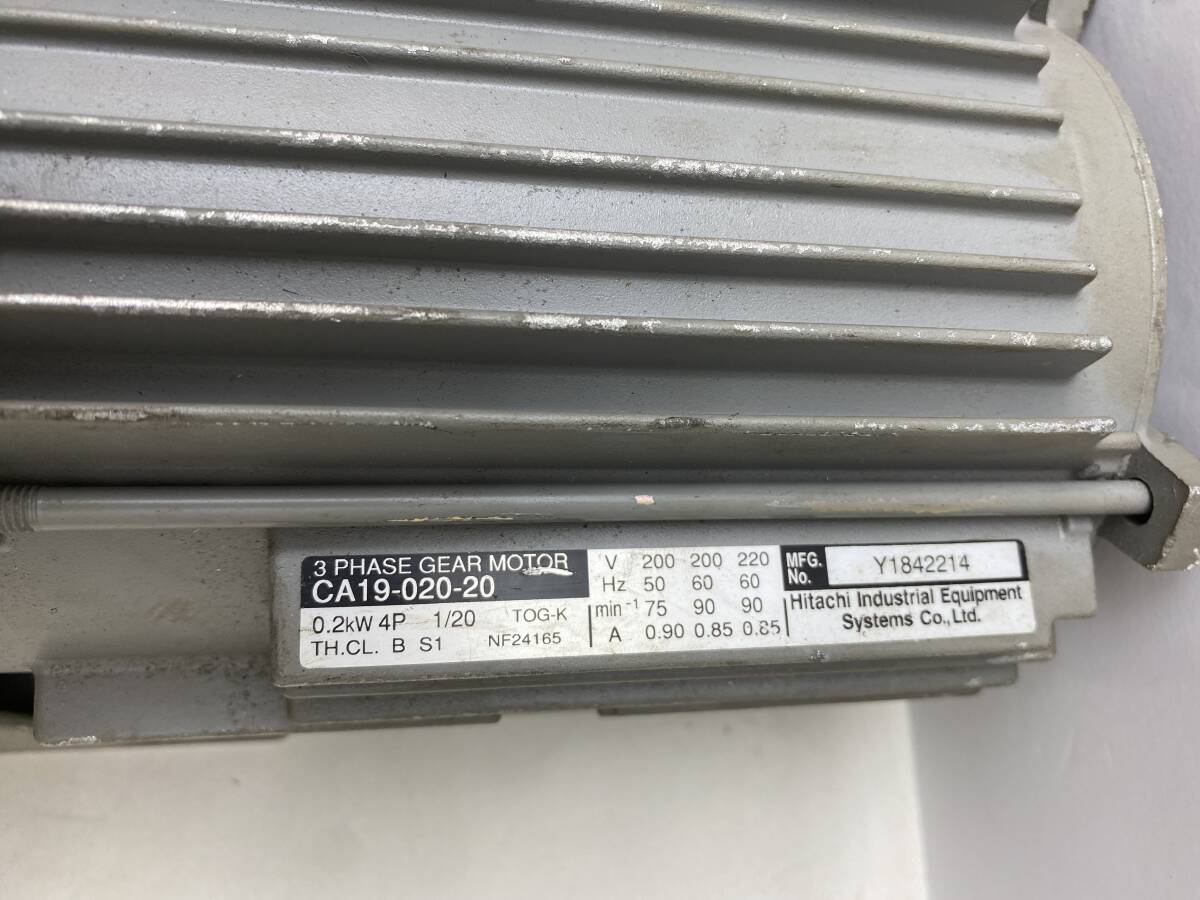 3 PHASE GEAR MOTOR
CA19-020-20
0.2kW 4P 1/20 TOG-K
TH.CL. B S1 NF24165
V 200 200 220
Hz 50 60 60
min⁻¹ 75 90 90
A 0.90 0.85 0.85
MFG. No. Y1842214
Hitachi Industrial Equipment
Systems Co., Ltd.